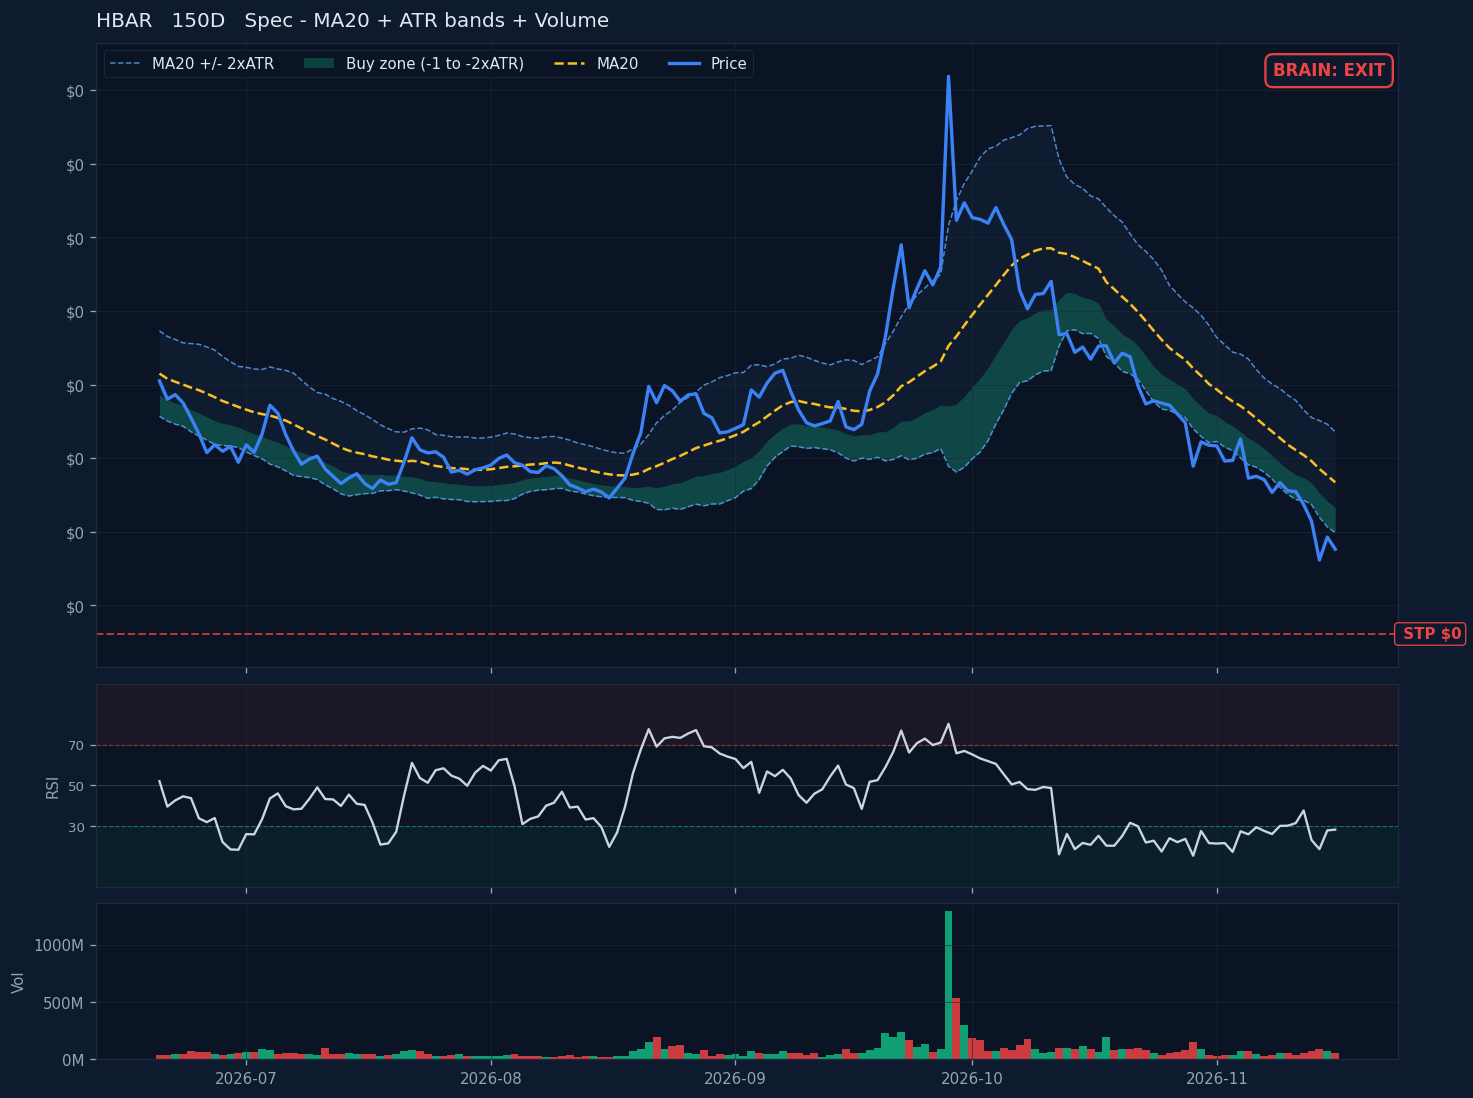 HBAR   150D   Spec - MA20 + ATR bands + Volume
MA20 +/- 2xATR
Buy zone (-1 to -2xATR)
MA20
Price
BRAIN: EXIT
$0
$0
$0
$0
$0
$0
$0
$0
STP $0
70
50
30
RSI
1000M
500M
0M
Vol
2026-07
2026-08
2026-09
2026-10
2026-11